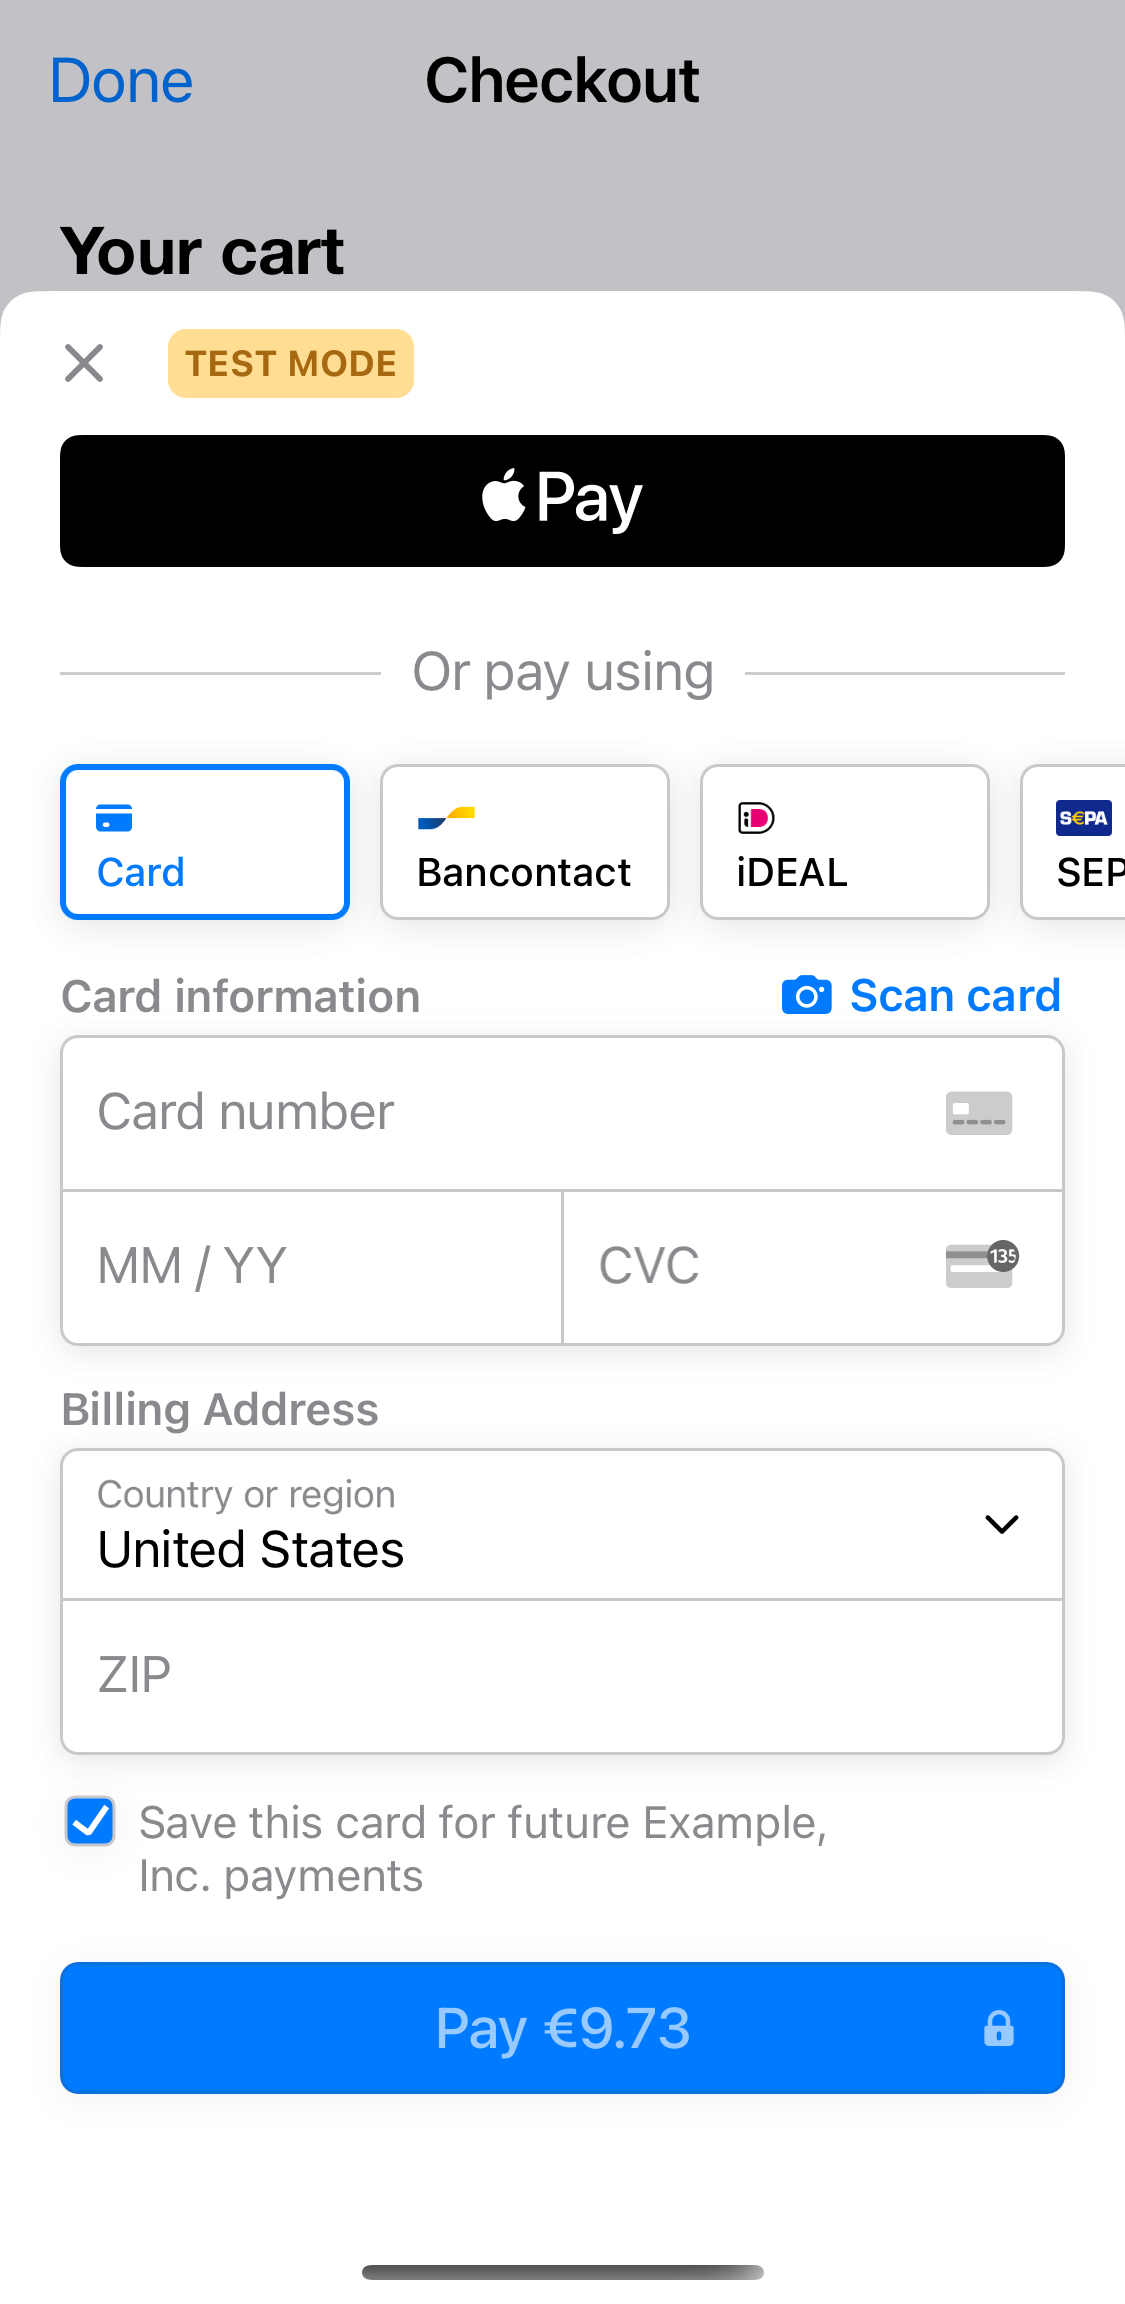 Done
Checkout
Your cart
TEST MODE
Pay
Or pay using
Card
Bancontact
iD
iDEAL
S€PA
SEP
Card information
Scan card
Card number
MM / YY
CVC
135
Billing Address
Country or region
United States
ZIP
Save this card for future Example,
Inc. payments
Pay €9.73